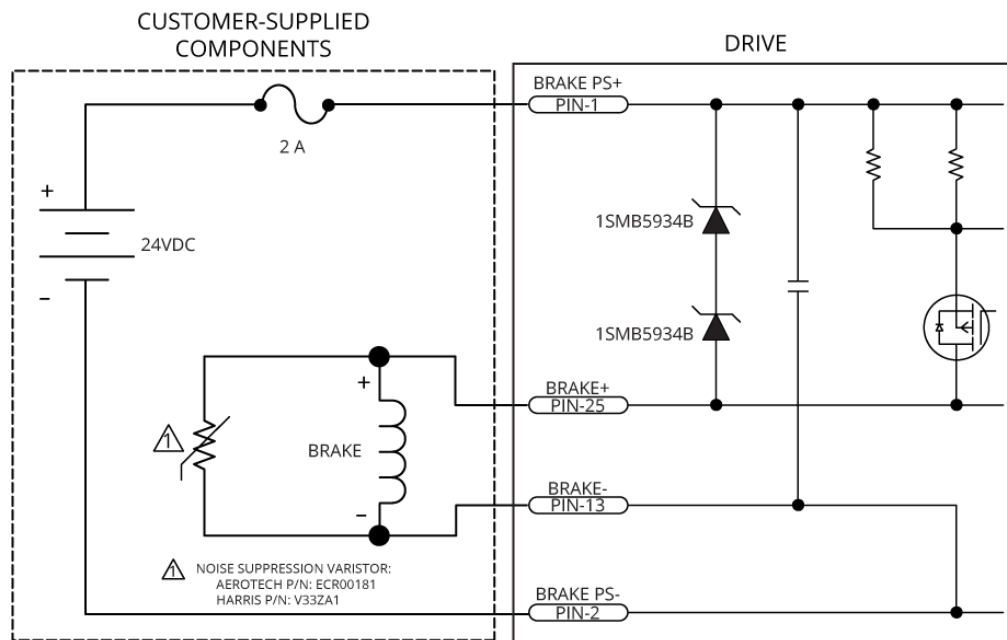 CUSTOMER-SUPPLIED
COMPONENTS
DRIVE
BRAKE PS+
PIN-1
2 A
+
24VDC
–
1SMB5934B
1SMB5934B
+
BRAKE
–
1
BRAKE+
PIN-25
BRAKE-
PIN-13
1 NOISE SUPPRESSION VARISTOR:
AEROTECH P/N: ECR00181
HARRIS P/N: V33ZA1
BRAKE PS-
PIN-2